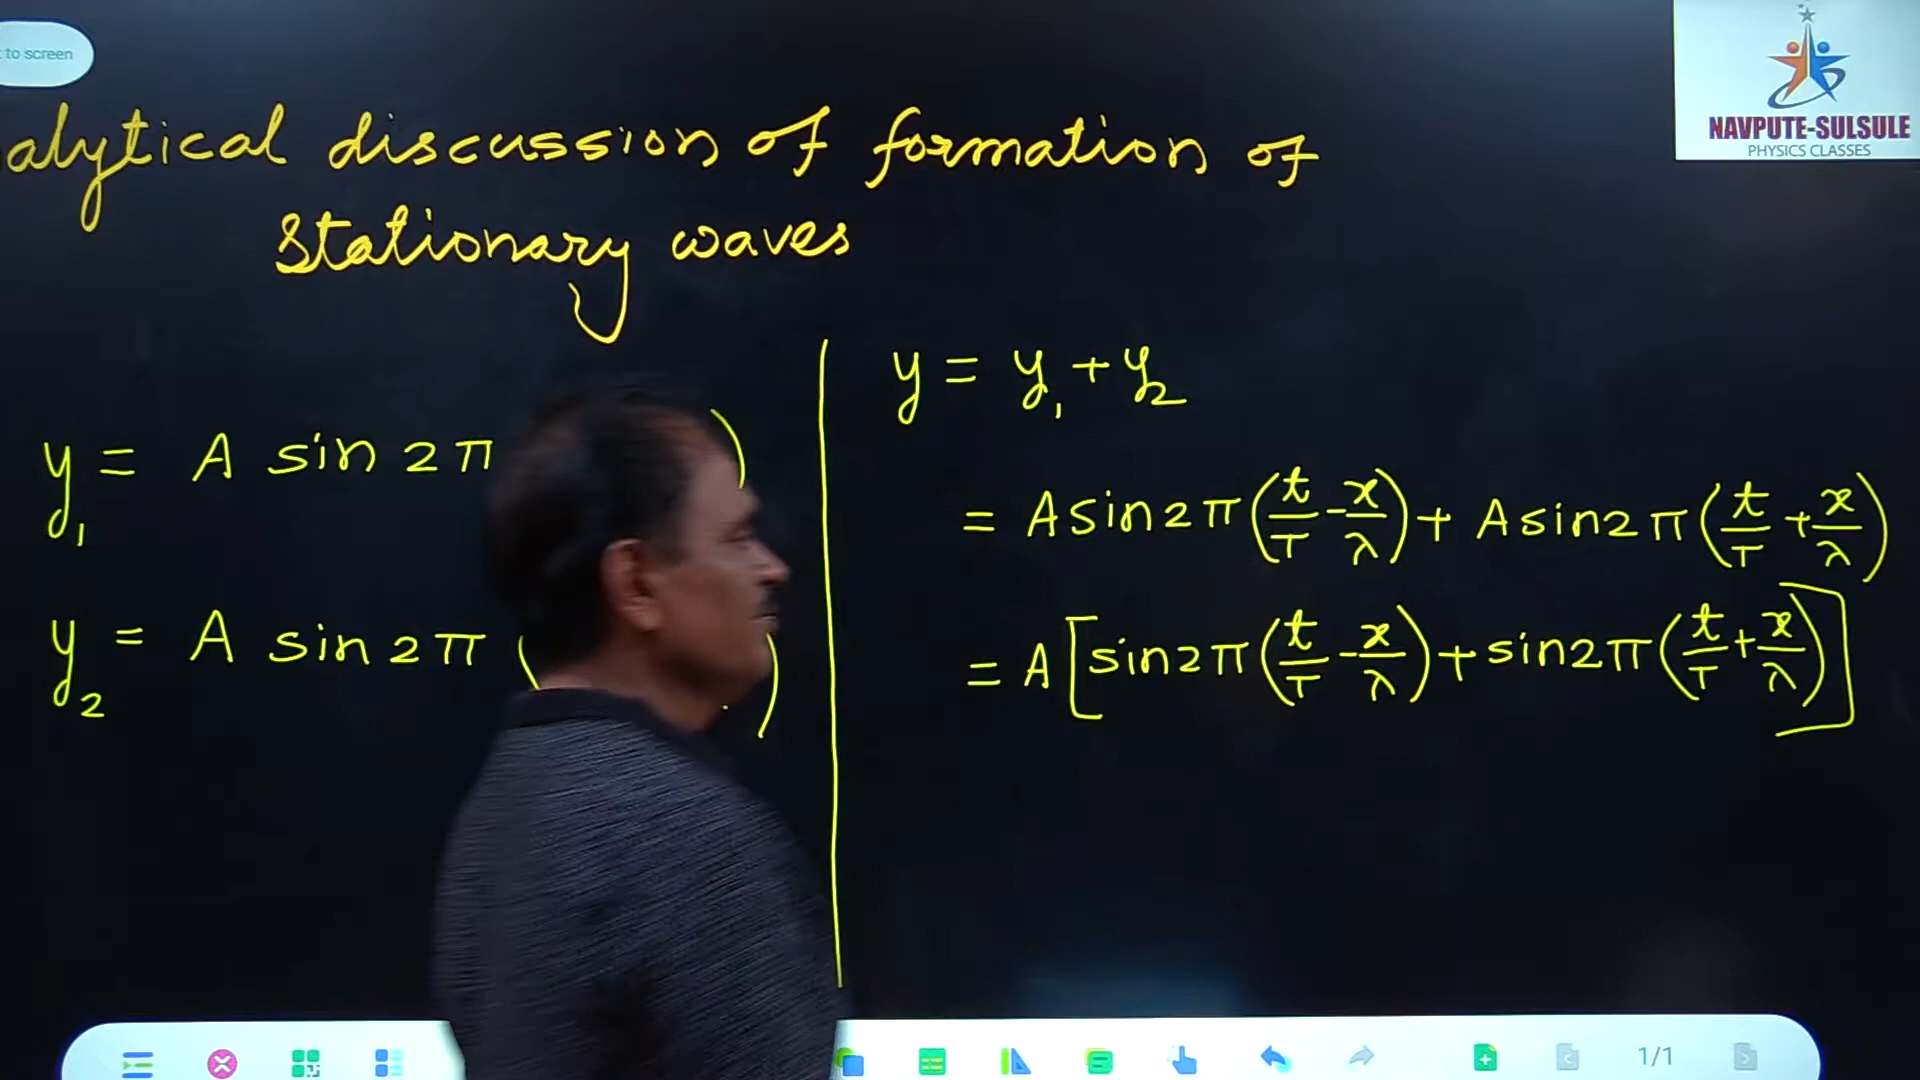 to screen
NAVPUTE-SULSULE
PHYSICS CLASSES
alytical discussion of formation of
stationary waves
y₁ = A sin 2π )
y₂ = A sin 2π ( )
y = y₁ + y₂
= A sin 2π (t/T - x/λ) + A sin 2π (t/T + x/λ)
= A [sin 2π (t/T - x/λ) + sin 2π (t/T + x/λ)]
1/1